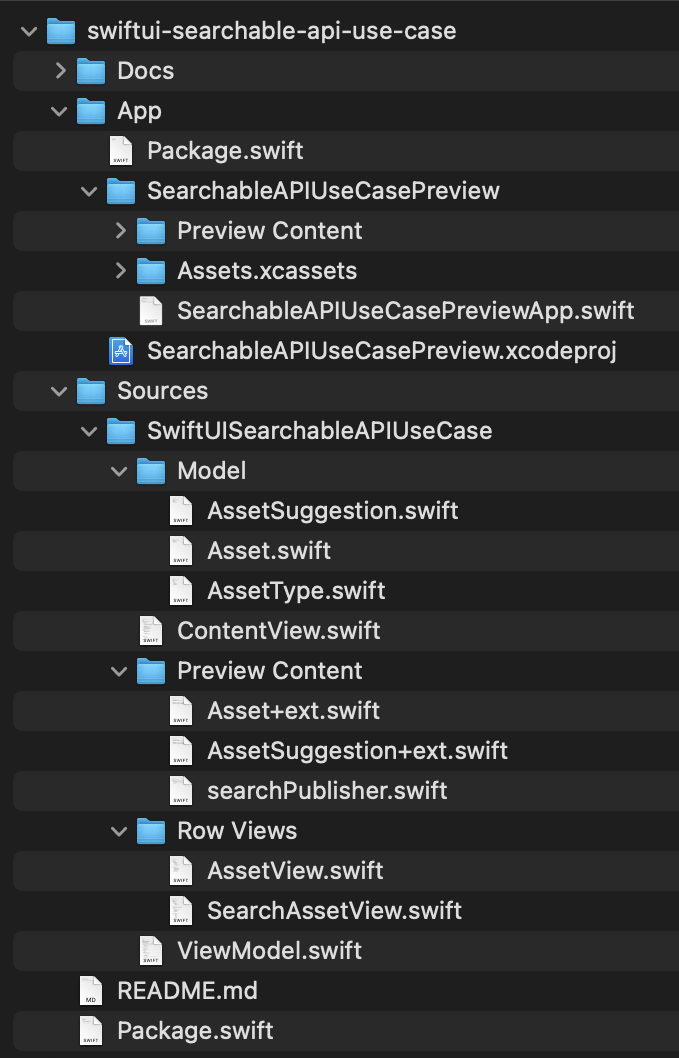 swiftui-searchable-api-use-case
Docs
App
Package.swift
SearchableAPIUseCasePreview
Preview Content
Assets.xcassets
SearchableAPIUseCasePreviewApp.swift
SearchableAPIUseCasePreview.xcodeproj
Sources
SwiftUISearchableAPIUseCase
Model
AssetSuggestion.swift
Asset.swift
AssetType.swift
ContentView.swift
Preview Content
Asset+ext.swift
AssetSuggestion+ext.swift
searchPublisher.swift
Row Views
AssetView.swift
SearchAssetView.swift
ViewModel.swift
README.md
Package.swift